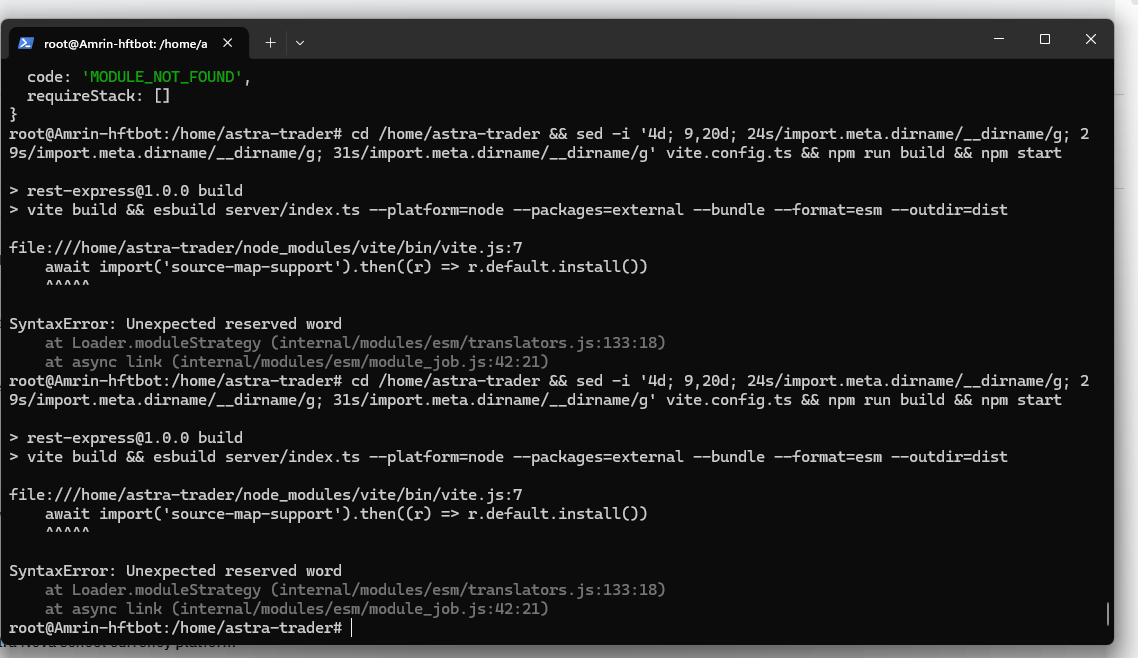 root@Amrin-hftbot: /home/a
code: 'MODULE_NOT_FOUND',
requireStack: []
}
root@Amrin-hftbot:/home/astra-trader# cd /home/astra-trader && sed -i '4d; 9,20d; 24s/import.meta.dirname/__dirname/g; 2
9s/import.meta.dirname/__dirname/g; 31s/import.meta.dirname/__dirname/g' vite.config.ts && npm run build && npm start
> rest-express@1.0.0 build
> vite build && esbuild server/index.ts --platform=node --packages=external --bundle --format=esm --outdir=dist
file:///home/astra-trader/node_modules/vite/bin/vite.js:7
await import('source-map-support').then((r) => r.default.install())
^^^^^
SyntaxError: Unexpected reserved word
at Loader.moduleStrategy (internal/modules/esm/translators.js:133:18)
at async link (internal/modules/esm/module_job.js:42:21)
root@Amrin-hftbot:/home/astra-trader# cd /home/astra-trader && sed -i '4d; 9,20d; 24s/import.meta.dirname/__dirname/g; 2
9s/import.meta.dirname/__dirname/g; 31s/import.meta.dirname/__dirname/g' vite.config.ts && npm run build && npm start
> rest-express@1.0.0 build
> vite build && esbuild server/index.ts --platform=node --packages=external --bundle --format=esm --outdir=dist
file:///home/astra-trader/node_modules/vite/bin/vite.js:7
await import('source-map-support').then((r) => r.default.install())
^^^^^
SyntaxError: Unexpected reserved word
at Loader.moduleStrategy (internal/modules/esm/translators.js:133:18)
at async link (internal/modules/esm/module_job.js:42:21)
root@Amrin-hftbot:/home/astra-trader#